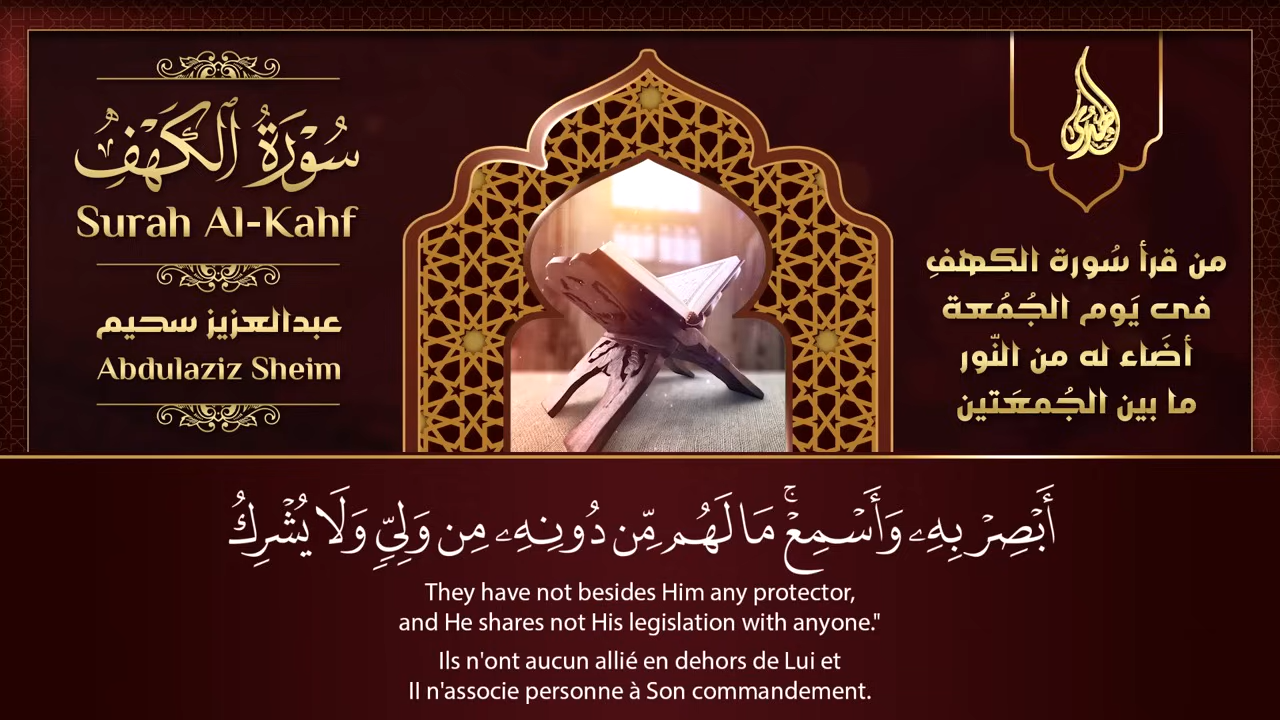 سُورَةُ ٱلْكَهْفِ
Surah Al-Kahf
عبدالعزيز سحيم
Abdulaziz Sheim
من قرأ سُورة الكهفِ
فى يَوم الجُمُعة
أضَاء له من النّور
ما بين الجُمعَتين
أَبْصِرْ بِهِۦ وَأَسْمِعْۚ مَا لَهُم مِّن دُونِهِۦ مِن وَلِىٍّ وَلَا يُشْرِكُ
They have not besides Him any protector,
and He shares not His legislation with anyone."
Ils n'ont aucun allié en dehors de Lui et
Il n'associe personne à Son commandement.